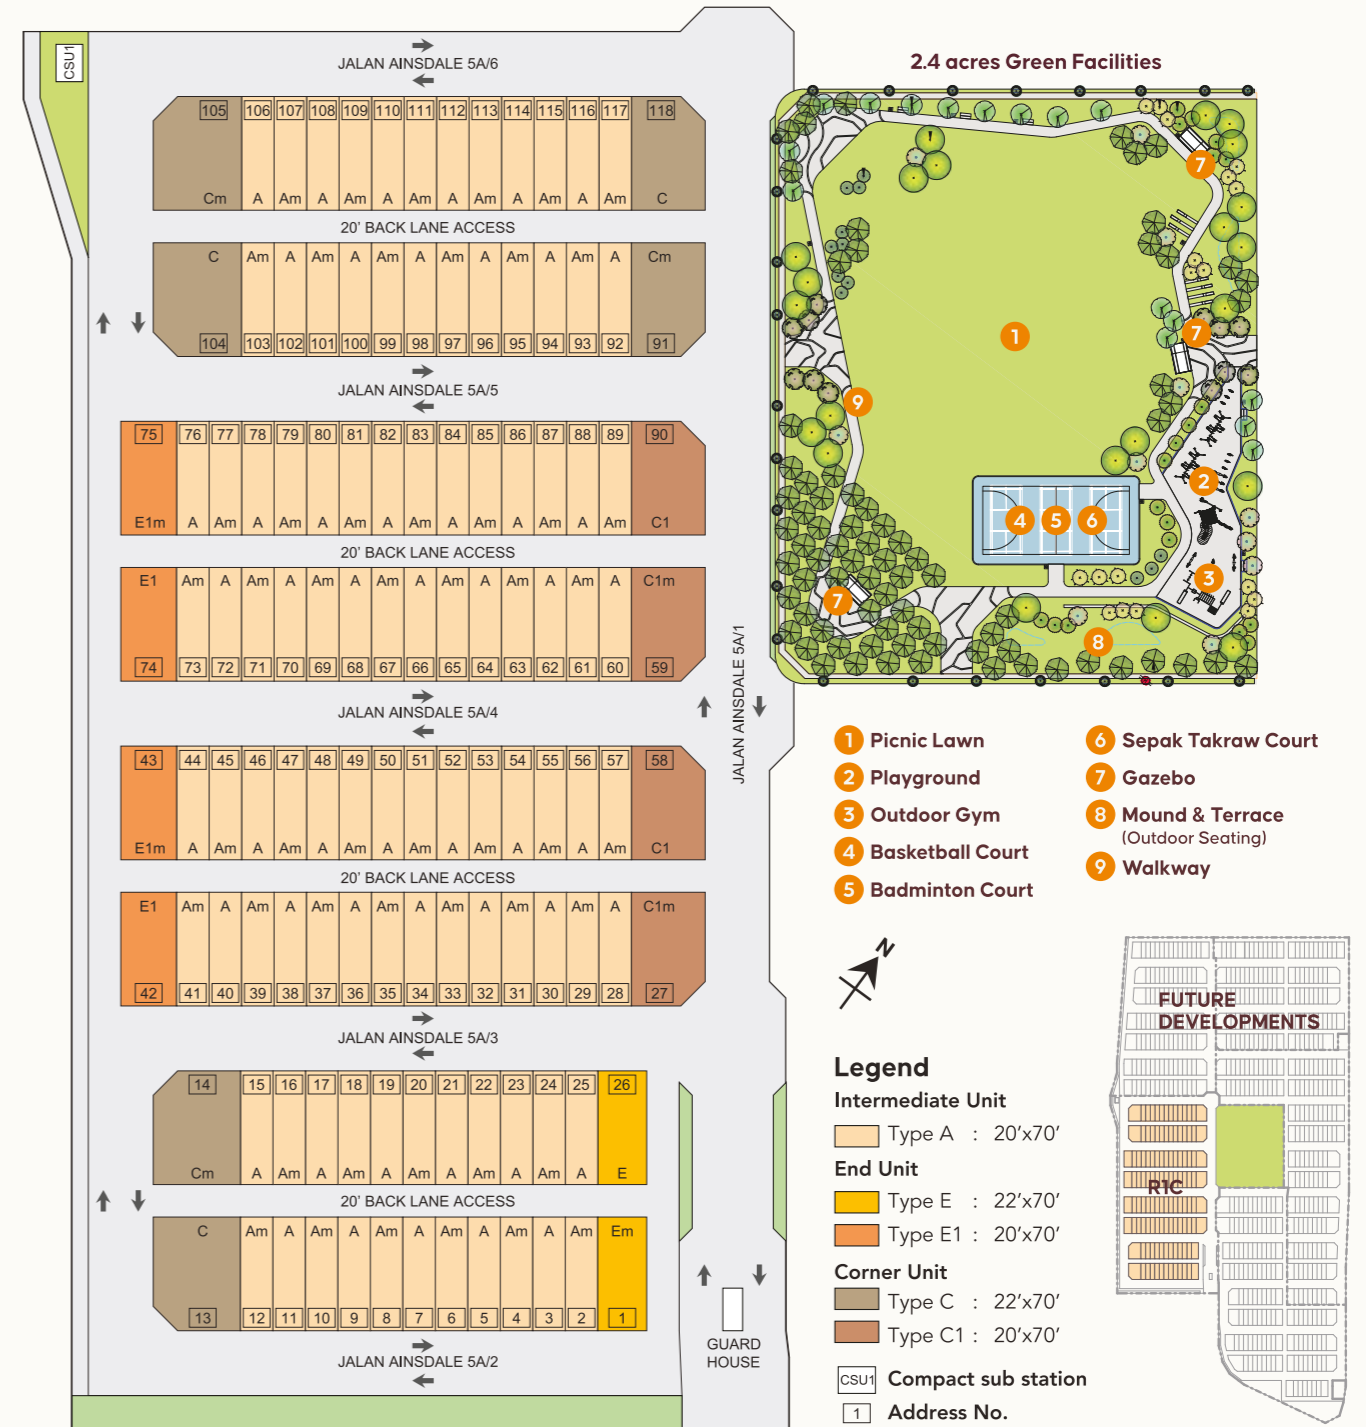 CSU1
JALAN AINSDALE 5A/6
105 106 107 108 109 110 111 112 113 114 115 116 117 118
Cm A Am A Am A Am A Am A Am A Am C
20' BACK LANE ACCESS
C Am A Am A Am A Am A Am A Am A Cm
104 103 102 101 100 99 98 97 96 95 94 93 92 91
JALAN AINSDALE 5A/5
75 76 77 78 79 80 81 82 83 84 85 86 87 88 89 90
E1m A Am A Am A Am A Am A Am A Am A Am C1
20' BACK LANE ACCESS
E1 Am A Am A Am A Am A Am A Am A Am A C1m
74 73 72 71 70 69 68 67 66 65 64 63 62 61 60 59
JALAN AINSDALE 5A/4
43 44 45 46 47 48 49 50 51 52 53 54 55 56 57 58
E1m A Am A Am A Am A Am A Am A Am A Am C1
20' BACK LANE ACCESS
E1 Am A Am A Am A Am A Am A Am A Am A C1m
42 41 40 39 38 37 36 35 34 33 32 31 30 29 28 27
JALAN AINSDALE 5A/3
14 15 16 17 18 19 20 21 22 23 24 25 26
Cm A Am A Am A Am A Am A Am A E
20' BACK LANE ACCESS
C Am A Am A Am A Am A Am A Am Em
13 12 11 10 9 8 7 6 5 4 3 2 1
JALAN AINSDALE 5A/2
JALAN AINSDALE 5A/1
GUARD
HOUSE
2.4 acres Green Facilities
7
1
7
9
2
4 5 6
3
7
8
1 Picnic Lawn
2 Playground
3 Outdoor Gym
4 Basketball Court
5 Badminton Court
6 Sepak Takraw Court
7 Gazebo
8 Mound & Terrace
(Outdoor Seating)
9 Walkway
N
FUTURE
DEVELOPMENTS
R1C
Legend
Intermediate Unit
Type A : 20'x70'
End Unit
Type E : 22'x70'
Type E1 : 20'x70'
Corner Unit
Type C : 22'x70'
Type C1 : 20'x70'
CSU1 Compact sub station
1 Address No.